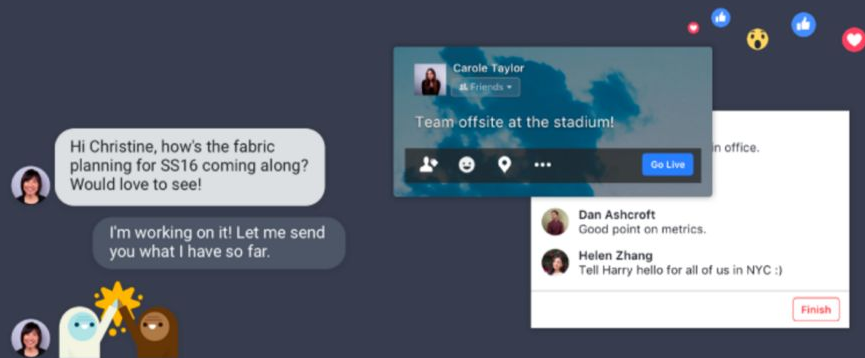 Hi Christine, how's the fabric
planning for SS16 coming along?
Would love to see!
I'm working on it! Let me send
you what I have so far.
Carole Taylor
Friends
Team offsite at the stadium!
Go Live
in office.
Dan Ashcroft
Good point on metrics.
Helen Zhang
Tell Harry hello for all of us in NYC :)
Finish